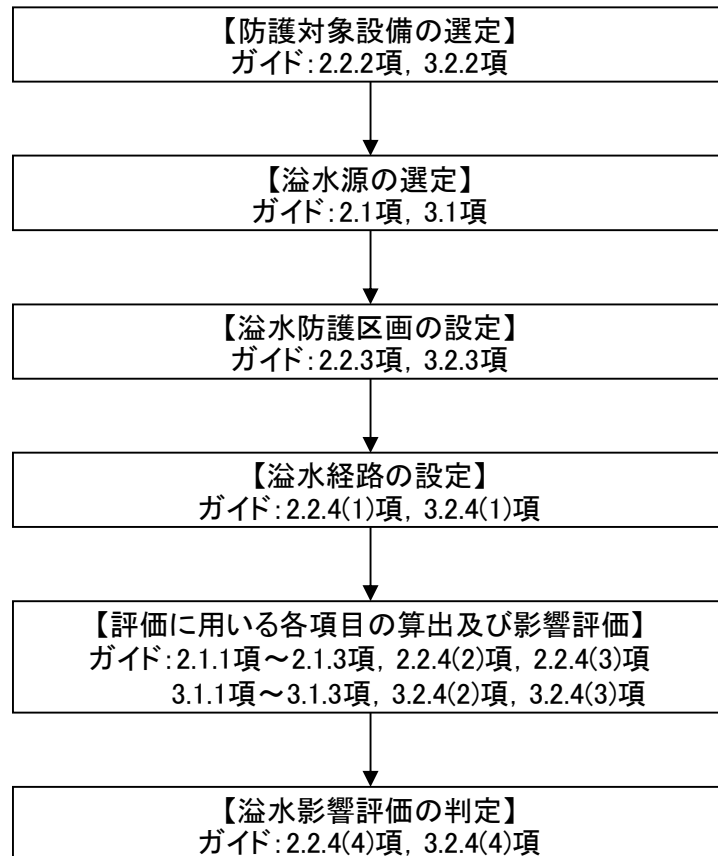 【防護対象設備の選定】
ガイド：2.2.2項，3.2.2項
【溢水源の選定】
ガイド：2.1項，3.1項
【溢水防護区画の設定】
ガイド：2.2.3項，3.2.3項
【溢水経路の設定】
ガイド：2.2.4(1)項，3.2.4(1)項
【評価に用いる各項目の算出及び影響評価】
ガイド：2.1.1項～2.1.3項，2.2.4(2)項，2.2.4(3)項
3.1.1項～3.1.3項，3.2.4(2)項，3.2.4(3)項
【溢水影響評価の判定】
ガイド：2.2.4(4)項，3.2.4(4)項